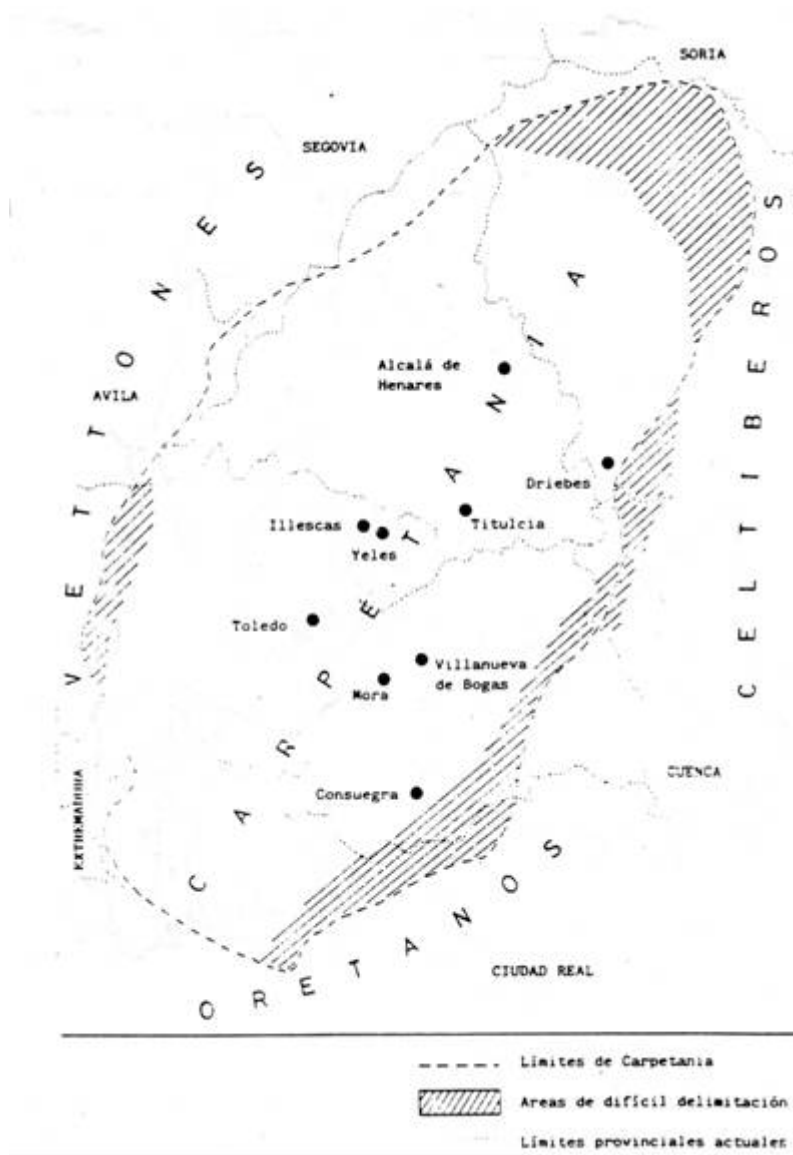 SORIA
SEGOVIA
VETTONES
AVILA
CARPETANIA
CELTIBEROS
Alcalá de
Henares
Driebes
Titulcia
Illescas
Yeles
Toledo
Villanueva
de Bogas
Mora
Consuegra
CUENCA
EXTREMADURA
ORETANOS
CIUDAD REAL
Límites de Carpetania
Areas de difícil delimitación
Límites provinciales actuales